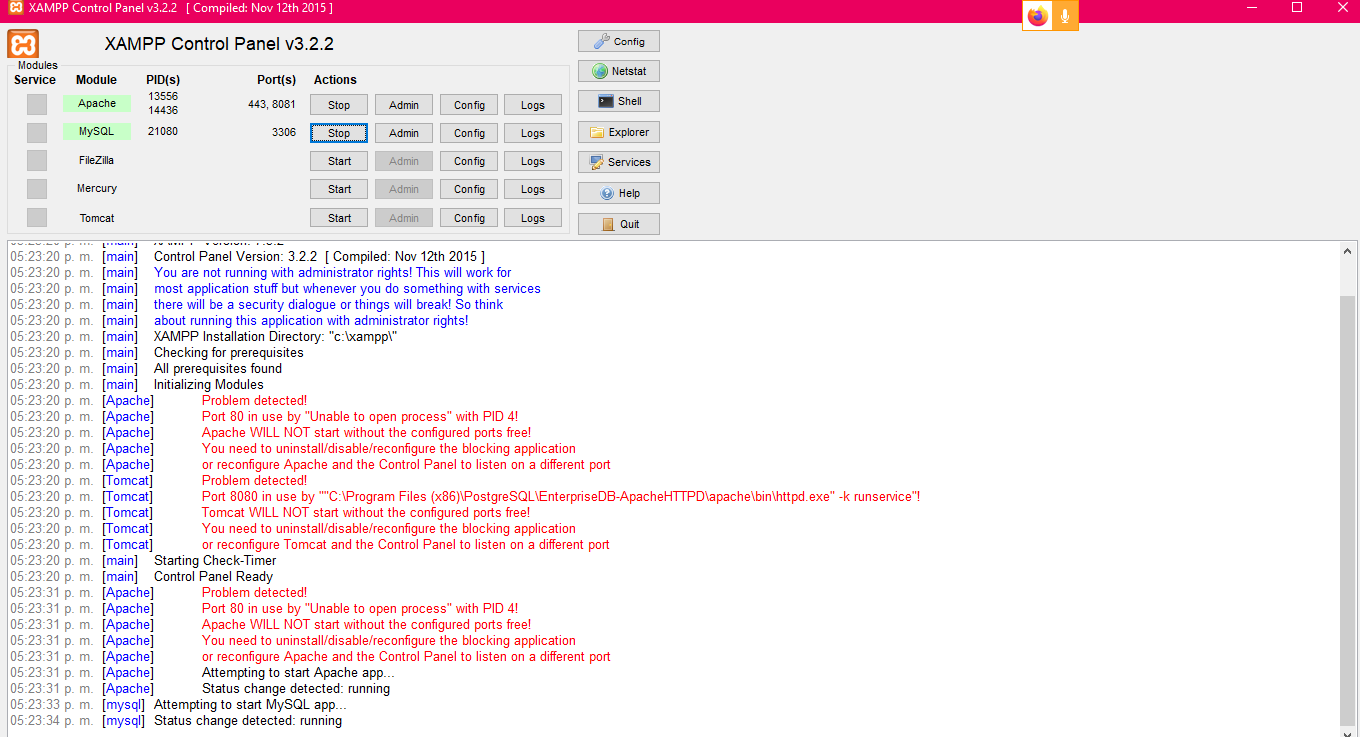 XAMPP Control Panel v3.2.2 [ Compiled: Nov 12th 2015 ]
XAMPP Control Panel v3.2.2
Modules
Service Module PID(s) Port(s) Actions
Apache 13556 14436 443, 8081 Stop Admin Config Logs
MySQL 21080 3306 Stop Admin Config Logs
FileZilla Start Admin Config Logs
Mercury Start Admin Config Logs
Tomcat Start Admin Config Logs
Config
Netstat
Shell
Explorer
Services
Help
Quit
05:23:20 p. m. [main] XAMPP Version: 7.3.2
05:23:20 p. m. [main] Control Panel Version: 3.2.2 [ Compiled: Nov 12th 2015 ]
05:23:20 p. m. [main] You are not running with administrator rights! This will work for
05:23:20 p. m. [main] most application stuff but whenever you do something with services
05:23:20 p. m. [main] there will be a security dialogue or things will break! So think
05:23:20 p. m. [main] about running this application with administrator rights!
05:23:20 p. m. [main] XAMPP Installation Directory: "c:\xampp\"
05:23:20 p. m. [main] Checking for prerequisites
05:23:20 p. m. [main] All prerequisites found
05:23:20 p. m. [main] Initializing Modules
05:23:20 p. m. [Apache] Problem detected!
05:23:20 p. m. [Apache] Port 80 in use by "Unable to open process" with PID 4!
05:23:20 p. m. [Apache] Apache WILL NOT start without the configured ports free!
05:23:20 p. m. [Apache] You need to uninstall/disable/reconfigure the blocking application
05:23:20 p. m. [Apache] or reconfigure Apache and the Control Panel to listen on a different port
05:23:20 p. m. [Tomcat] Problem detected!
05:23:20 p. m. [Tomcat] Port 8080 in use by ""C:\Program Files (x86)\PostgreSQL\EnterpriseDB-ApacheHTTPD\apache\bin\httpd.exe" -k runservice"!
05:23:20 p. m. [Tomcat] Tomcat WILL NOT start without the configured ports free!
05:23:20 p. m. [Tomcat] You need to uninstall/disable/reconfigure the blocking application
05:23:20 p. m. [Tomcat] or reconfigure Tomcat and the Control Panel to listen on a different port
05:23:20 p. m. [main] Starting Check-Timer
05:23:20 p. m. [main] Control Panel Ready
05:23:31 p. m. [Apache] Problem detected!
05:23:31 p. m. [Apache] Port 80 in use by "Unable to open process" with PID 4!
05:23:31 p. m. [Apache] Apache WILL NOT start without the configured ports free!
05:23:31 p. m. [Apache] You need to uninstall/disable/reconfigure the blocking application
05:23:31 p. m. [Apache] or reconfigure Apache and the Control Panel to listen on a different port
05:23:31 p. m. [Apache] Attempting to start Apache app...
05:23:31 p. m. [Apache] Status change detected: running
05:23:33 p. m. [mysql] Attempting to start MySQL app...
05:23:34 p. m. [mysql] Status change detected: running